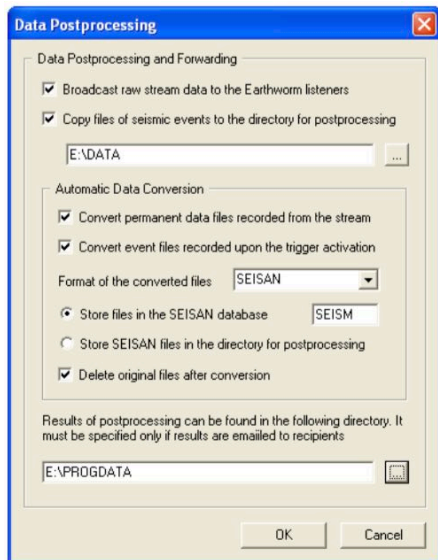 Data Postprocessing
Data Postprocessing and Forwarding
Broadcast raw stream data to the Earthworm listeners
Copy files of seismic events to the directory for postprocessing
E:\DATA
...
Automatic Data Conversion
Convert permanent data files recorded from the stream
Convert event files recorded upon the trigger activation
Format of the converted files SEISAN
Store files in the SEISAN database SEISM
Store SEISAN files in the directory for postprocessing
Delete original files after conversion
Results of postprocessing can be found in the following directory. It
must be specified only if results are emailed to recipients
E:\PROGDATA
...
OK Cancel